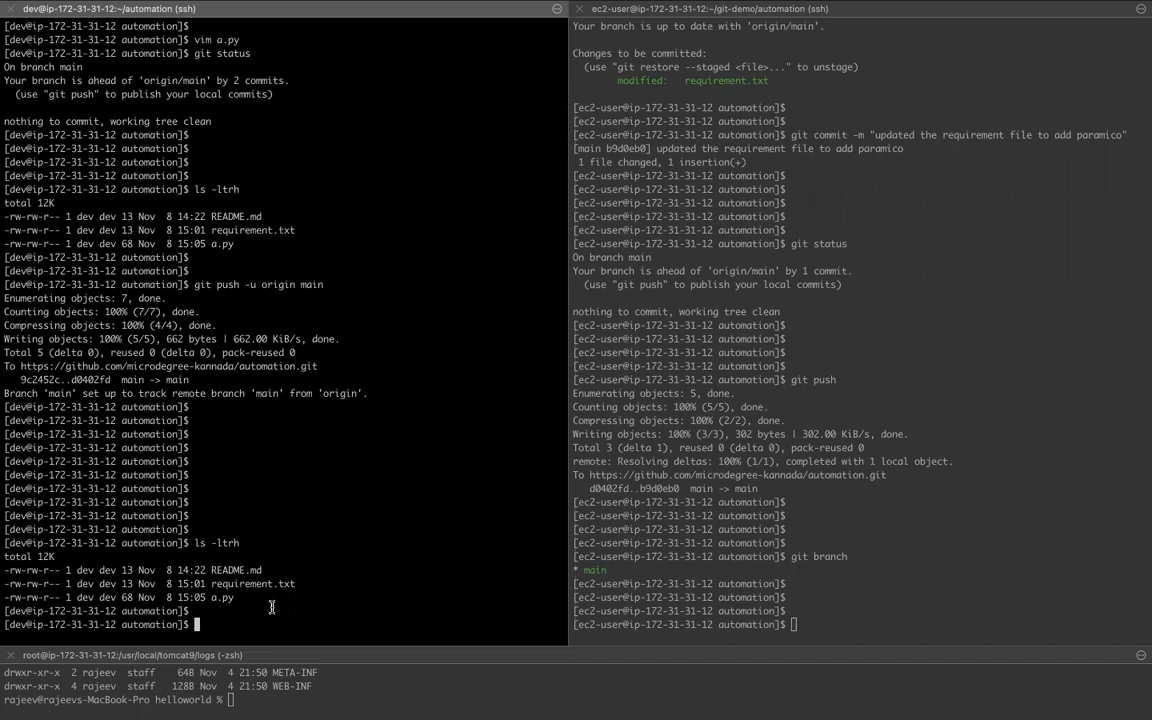 dev@ip-172-31-31-12:~/automation (ssh)
[dev@ip-172-31-31-12 automation]$
[dev@ip-172-31-31-12 automation]$ vim a.py
[dev@ip-172-31-31-12 automation]$ git status
On branch main
Your branch is ahead of 'origin/main' by 2 commits.
  (use "git push" to publish your local commits)
nothing to commit, working tree clean
[dev@ip-172-31-31-12 automation]$
[dev@ip-172-31-31-12 automation]$
[dev@ip-172-31-31-12 automation]$
[dev@ip-172-31-31-12 automation]$
[dev@ip-172-31-31-12 automation]$ ls -ltrh
total 12K
-rw-rw-r-- 1 dev dev 13 Nov  8 14:22 README.md
-rw-rw-r-- 1 dev dev 13 Nov  8 15:01 requirement.txt
-rw-rw-r-- 1 dev dev 68 Nov  8 15:05 a.py
[dev@ip-172-31-31-12 automation]$
[dev@ip-172-31-31-12 automation]$
[dev@ip-172-31-31-12 automation]$ git push -u origin main
Enumerating objects: 7, done.
Counting objects: 100% (7/7), done.
Compressing objects: 100% (4/4), done.
Writing objects: 100% (5/5), 662 bytes | 662.00 KiB/s, done.
Total 5 (delta 0), reused 0 (delta 0), pack-reused 0
To https://github.com/microdegree-kannada/automation.git
   9c2452c..d0402fd  main -> main
Branch 'main' set up to track remote branch 'main' from 'origin'.
[dev@ip-172-31-31-12 automation]$
[dev@ip-172-31-31-12 automation]$
[dev@ip-172-31-31-12 automation]$
[dev@ip-172-31-31-12 automation]$
[dev@ip-172-31-31-12 automation]$
[dev@ip-172-31-31-12 automation]$
[dev@ip-172-31-31-12 automation]$
[dev@ip-172-31-31-12 automation]$
[dev@ip-172-31-31-12 automation]$
[dev@ip-172-31-31-12 automation]$
[dev@ip-172-31-31-12 automation]$ ls -ltrh
total 12K
-rw-rw-r-- 1 dev dev 13 Nov  8 14:22 README.md
-rw-rw-r-- 1 dev dev 13 Nov  8 15:01 requirement.txt
-rw-rw-r-- 1 dev dev 68 Nov  8 15:05 a.py
[dev@ip-172-31-31-12 automation]$
[dev@ip-172-31-31-12 automation]$
ec2-user@ip-172-31-31-12:~/git-demo/automation (ssh)
Your branch is up to date with 'origin/main'.
Changes to be committed:
  (use "git restore --staged <file>..." to unstage)
        modified:   requirement.txt
[ec2-user@ip-172-31-31-12 automation]$
[ec2-user@ip-172-31-31-12 automation]$
[ec2-user@ip-172-31-31-12 automation]$ git commit -m "updated the requirement file to add paramico"
[main b9d0eb0] updated the requirement file to add paramico
 1 file changed, 1 insertion(+)
[ec2-user@ip-172-31-31-12 automation]$
[ec2-user@ip-172-31-31-12 automation]$
[ec2-user@ip-172-31-31-12 automation]$
[ec2-user@ip-172-31-31-12 automation]$
[ec2-user@ip-172-31-31-12 automation]$
[ec2-user@ip-172-31-31-12 automation]$ git status
On branch main
Your branch is ahead of 'origin/main' by 1 commit.
  (use "git push" to publish your local commits)
nothing to commit, working tree clean
[ec2-user@ip-172-31-31-12 automation]$
[ec2-user@ip-172-31-31-12 automation]$
[ec2-user@ip-172-31-31-12 automation]$
[ec2-user@ip-172-31-31-12 automation]$
[ec2-user@ip-172-31-31-12 automation]$ git push
Enumerating objects: 5, done.
Counting objects: 100% (5/5), done.
Compressing objects: 100% (2/2), done.
Writing objects: 100% (3/3), 302 bytes | 302.00 KiB/s, done.
Total 3 (delta 1), reused 0 (delta 0), pack-reused 0
remote: Resolving deltas: 100% (1/1), completed with 1 local object.
To https://github.com/microdegree-kannada/automation.git
   d0402fd..b9d0eb0  main -> main
[ec2-user@ip-172-31-31-12 automation]$
[ec2-user@ip-172-31-31-12 automation]$
[ec2-user@ip-172-31-31-12 automation]$
[ec2-user@ip-172-31-31-12 automation]$
[ec2-user@ip-172-31-31-12 automation]$ git branch
* main
[ec2-user@ip-172-31-31-12 automation]$
[ec2-user@ip-172-31-31-12 automation]$
[ec2-user@ip-172-31-31-12 automation]$
[ec2-user@ip-172-31-31-12 automation]$
root@ip-172-31-31-12:/usr/local/tomcat9/logs (-zsh)
drwxr-xr-x  2 rajeev  staff    64B Nov  4 21:50 META-INF
drwxr-xr-x  4 rajeev  staff   128B Nov  4 21:50 WEB-INF
rajeev@rajeevs-MacBook-Pro helloworld %